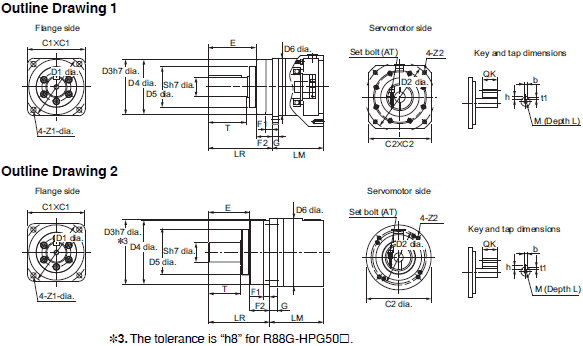 Outline Drawing 1
Flange side
C1XC1
D1 dia.
4-Z1-dia.
E
D6 dia.
D3h7 dia.
D4 dia.
D5 dia.
Sh7 dia.
T
F1
F2
G
LR
LM
Servomotor side
Set bolt (AT)
4-Z2
D2 dia.
C2XC2
Key and tap dimensions
QK
b
h
t1
M (Depth L)
Outline Drawing 2
Flange side
C1XC1
D1 dia.
4-Z1-dia.
E
D6 dia.
D3h7 dia.
*3
D4 dia.
D5 dia.
Sh7 dia.
T
F1
F2
G
LR
LM
Servomotor side
Set bolt (AT)
4-Z2
D2 dia.
C2 dia.
Key and tap dimensions
QK
b
h
t1
M (Depth L)
*3. The tolerance is “h8” for R88G-HPG50□.